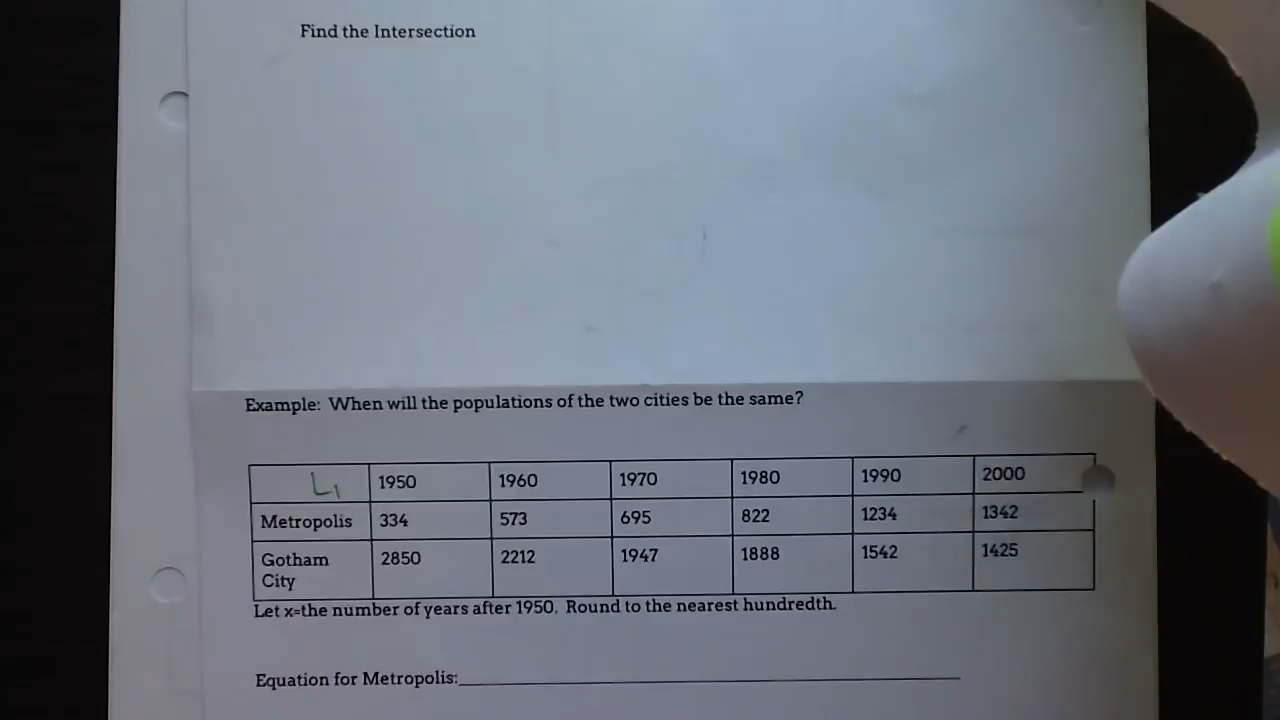 Find the Intersection
Example: When will the populations of the two cities be the same?
L1 1950 1960 1970 1980 1990 2000
Metropolis 334 573 695 822 1234 1342
Gotham 2850 2212 1947 1888 1542 1425
City
Let x=the number of years after 1950. Round to the nearest hundredth.
Equation for Metropolis: